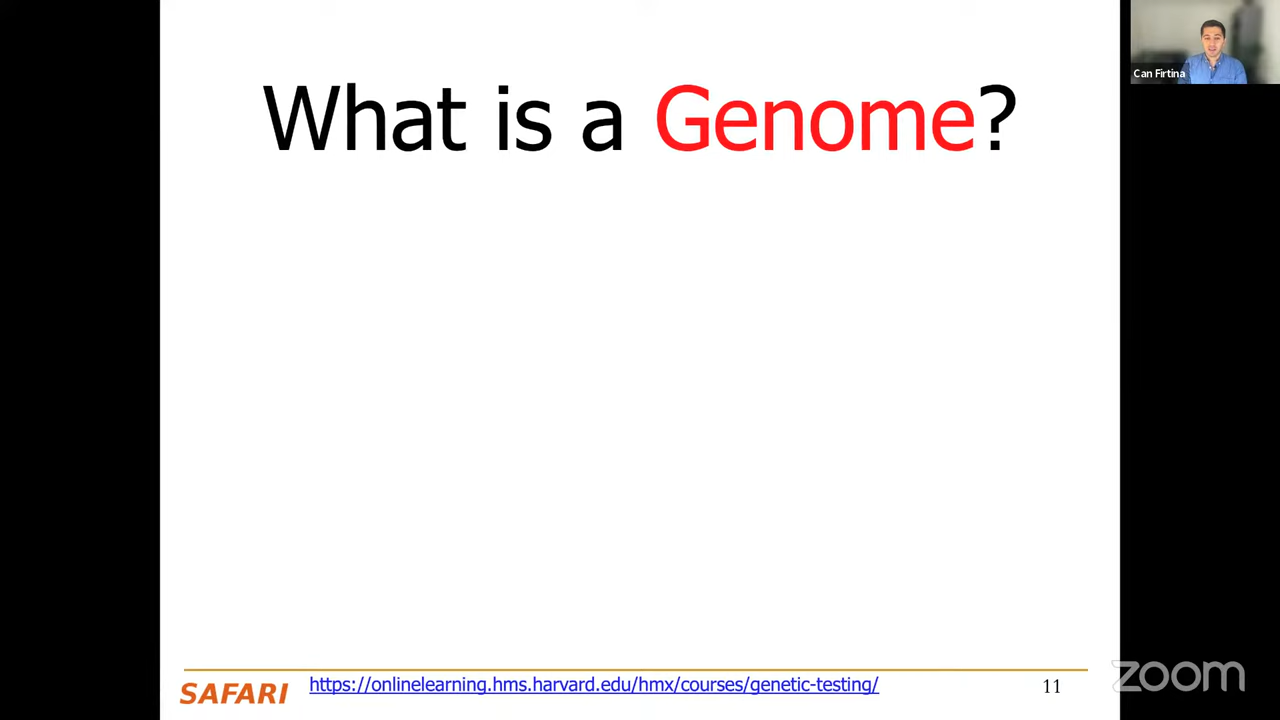 What is a Genome?
Can Firtina
SAFARI
https://onlinelearning.hms.harvard.edu/hmx/courses/genetic-testing/
11
zoom